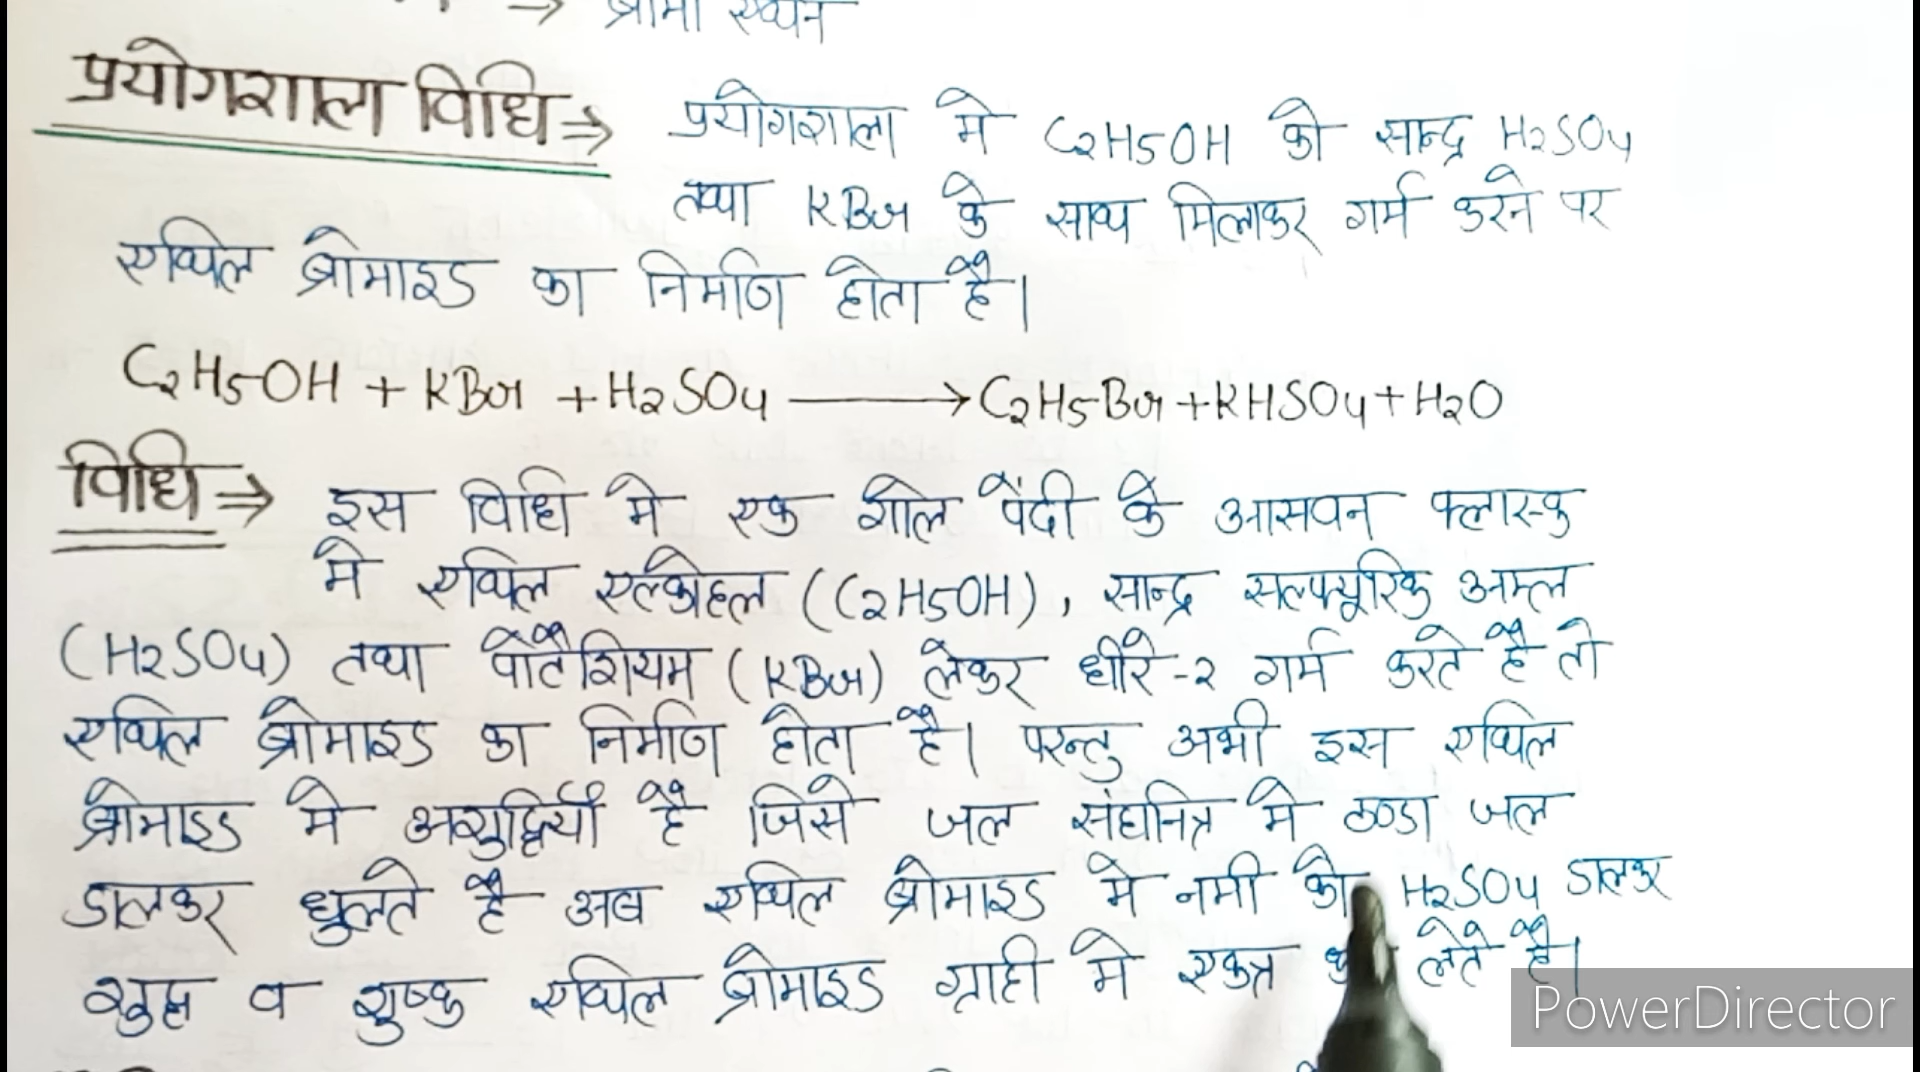 → ब्रोमो एथेन
प्रयोगशाला विधि ⇒ प्रयोगशाला मे C2H5OH को सान्द्र H2SO4
तथा KBr के साथ मिलाकर गर्म करने पर
एथिल ब्रोमाइड का निर्माण होता है।
C2H5-OH + KBr + H2SO4 ⟶ C2H5-Br + KHSO4 + H2O
विधि ⇒ इस विधि मे एक गोल पेंदी के आसवन फ्लास्क
मे एथिल एल्कोहल (C2H5OH), सान्द्र सल्फ्यूरिक अम्ल
(H2SO4) तथा पोटैशियम (KBr) लेकर धीरे-२ गर्म करते है तो
एथिल ब्रोमाइड का निर्माण होता है। परन्तु अभी इस एथिल
ब्रोमाइड मे अशुद्धियाँ है जिसे जल संघनित्र मे ठण्डा जल
डालकर धुलते है अब एथिल ब्रोमाइड मे नमी को H2SO4 डालकर
शुद्ध व शुष्क एथिल ब्रोमाइड ग्राही मे एकत्र लेते है।
PowerDirector